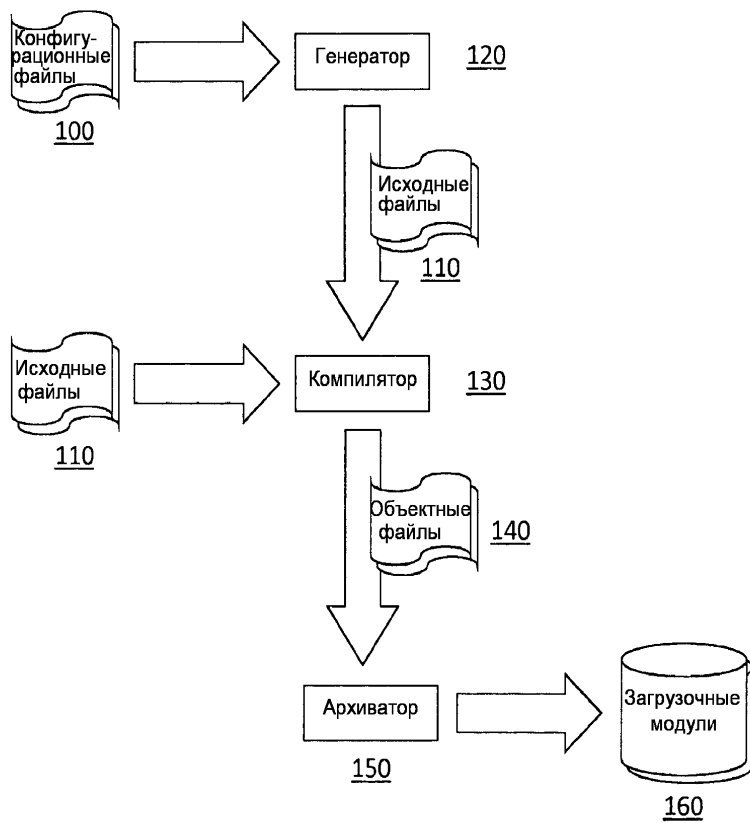 Конфигу-
рационные
файлы
100
Генератор
120
Исходные
файлы
110
Исходные
файлы
110
Компилятор
130
Объектные
файлы
140
Архиватор
150
Загрузочные
модули
160